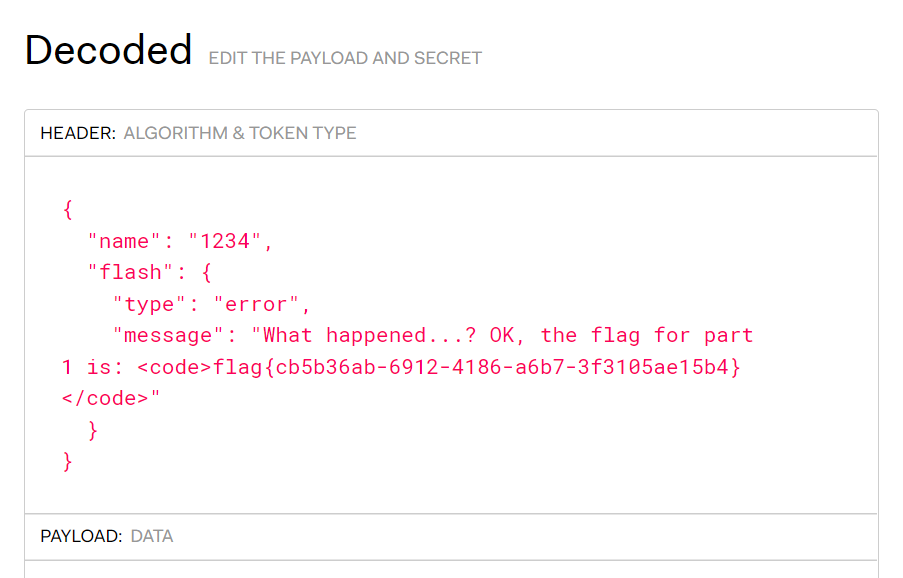 Decoded EDIT THE PAYLOAD AND SECRET
HEADER: ALGORITHM & TOKEN TYPE
{
"name": "1234",
"flash": {
"type": "error",
"message": "What happened...? OK, the flag for part
1 is: <code>flag{cb5b36ab-6912-4186-a6b7-3f3105ae15b4}
</code>"
}
}
PAYLOAD: DATA